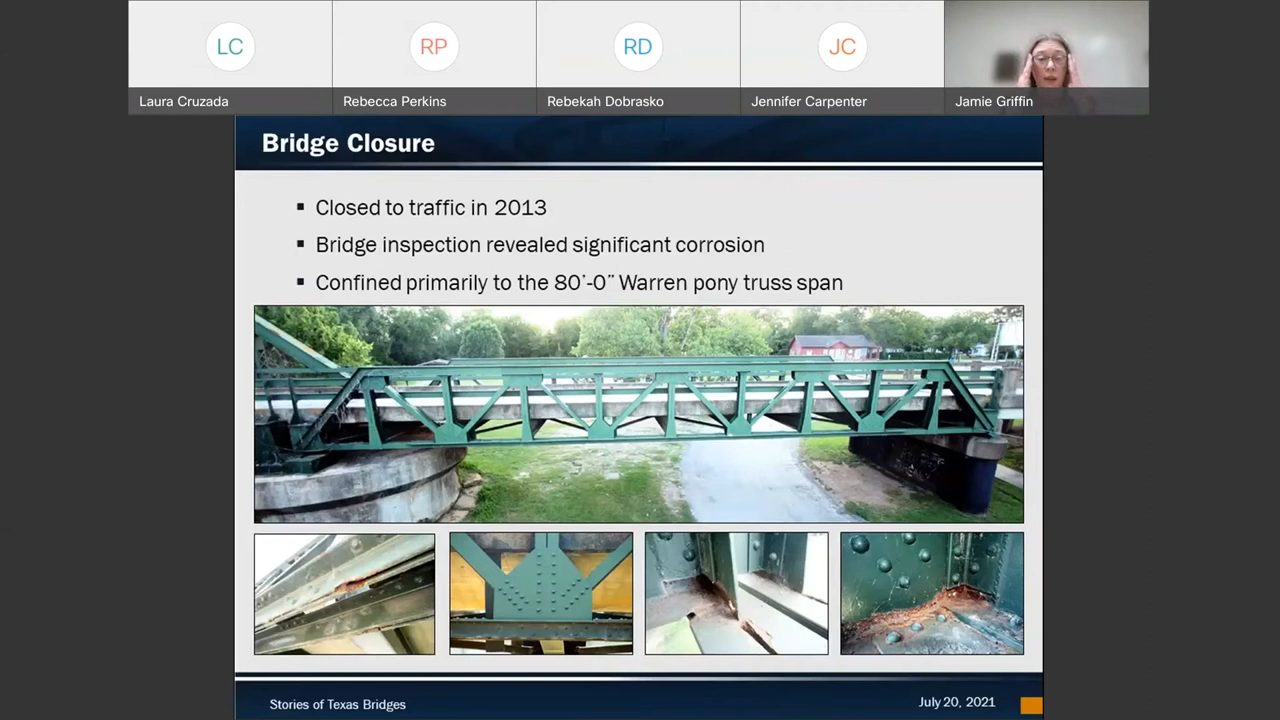 LC
RP
RD
JC
Laura Cruzada
Rebecca Perkins
Rebekah Dobrasko
Jennifer Carpenter
Jamie Griffin
Bridge Closure
▪ Closed to traffic in 2013
▪ Bridge inspection revealed significant corrosion
▪ Confined primarily to the 80'-0" Warren pony truss span
Stories of Texas Bridges
July 20, 2021